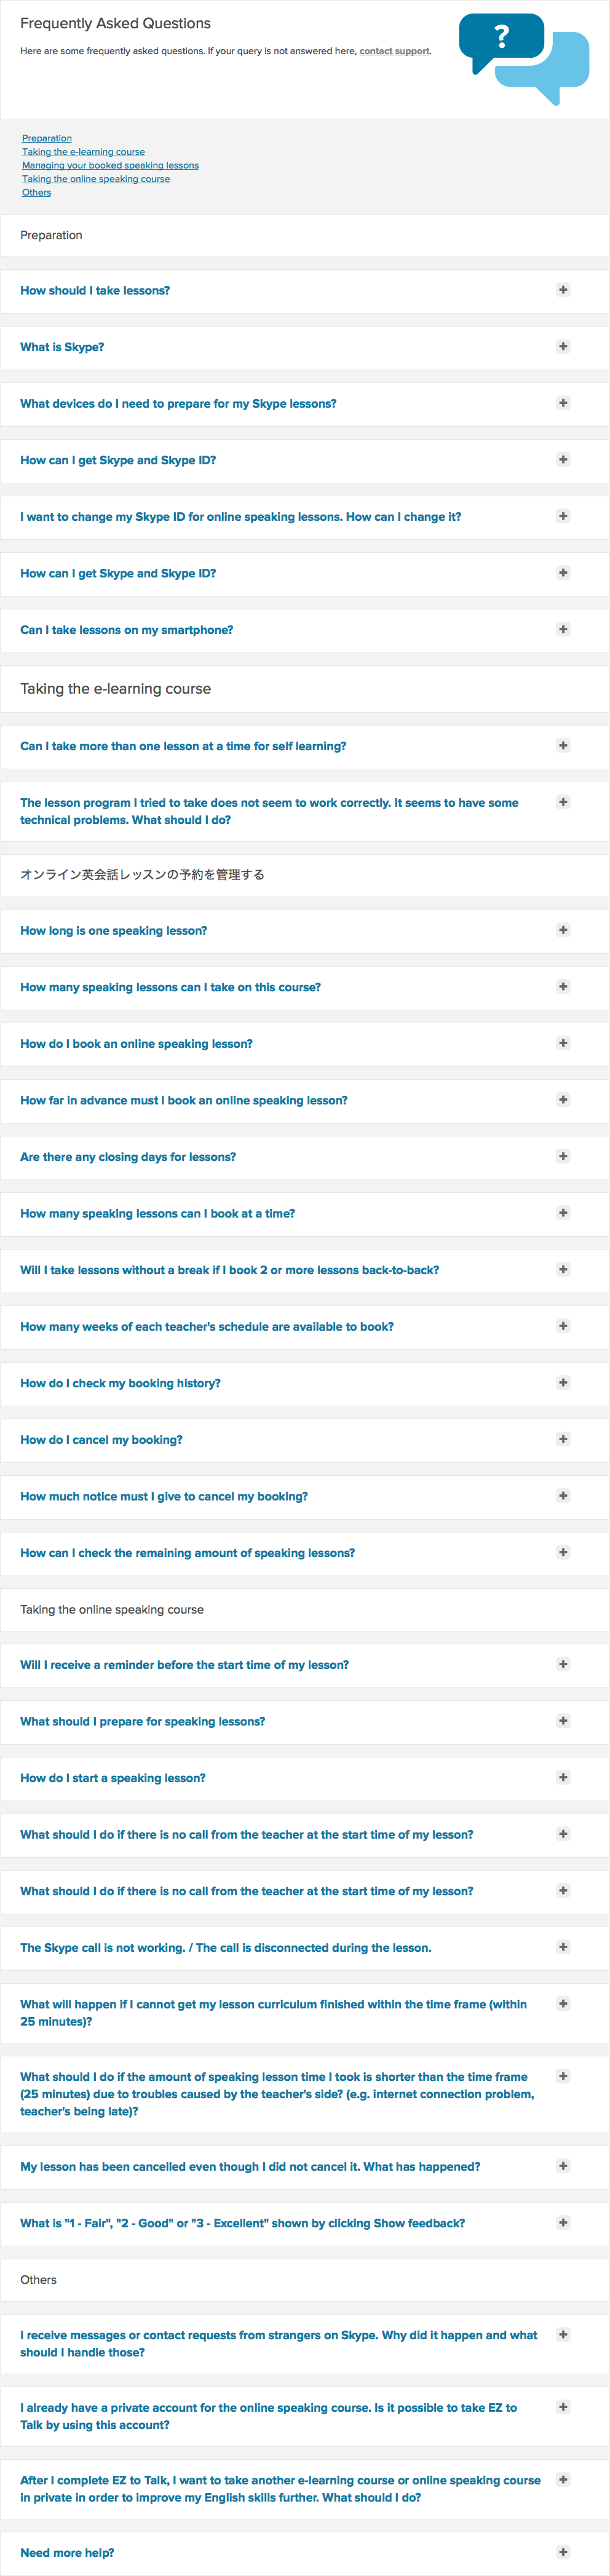 Frequently Asked Questions
?
Here are some frequently asked questions. If your query is not answered here, contact support.
Preparation
Taking the e-learning course
Managing your booked speaking lessons
Taking the online speaking course
Others
Preparation
How should I take lessons?
What is Skype?
What devices do I need to prepare for my Skype lessons?
How can I get Skype and Skype ID?
I want to change my Skype ID for online speaking lessons. How can I change it?
How can I get Skype and Skype ID?
Can I take lessons on my smartphone?
Taking the e-learning course
Can I take more than one lesson at a time for self learning?
The lesson program I tried to take does not seem to work correctly. It seems to have some
technical problems. What should I do?
オンライン英会話レッスンの予約を管理する
How long is one speaking lesson?
How many speaking lessons can I take on this course?
How do I book an online speaking lesson?
How far in advance must I book an online speaking lesson?
Are there any closing days for lessons?
How many speaking lessons can I book at a time?
Will I take lessons without a break if I book 2 or more lessons back-to-back?
How many weeks of each teacher's schedule are available to book?
How do I check my booking history?
How do I cancel my booking?
How much notice must I give to cancel my booking?
How can I check the remaining amount of speaking lessons?
Taking the online speaking course
Will I receive a reminder before the start time of my lesson?
What should I prepare for speaking lessons?
How do I start a speaking lesson?
What should I do if there is no call from the teacher at the start time of my lesson?
What should I do if there is no call from the teacher at the start time of my lesson?
The Skype call is not working. / The call is disconnected during the lesson.
What will happen if I cannot get my lesson curriculum finished within the time frame (within
25 minutes)?
What should I do if the amount of speaking lesson time I took is shorter than the time frame
(25 minutes) due to troubles caused by the teacher's side? (e.g. internet connection problem,
teacher's being late)?
My lesson has been cancelled even though I did not cancel it. What has happened?
What is "1 - Fair", "2 - Good" or "3 - Excellent" shown by clicking Show feedback?
Others
I receive messages or contact requests from strangers on Skype. Why did it happen and what
should I handle those?
I already have a private account for the online speaking course. Is it possible to take EZ to
Talk by using this account?
After I complete EZ to Talk, I want to take another e-learning course or online speaking course
in private in order to improve my English skills further. What should I do?
Need more help?